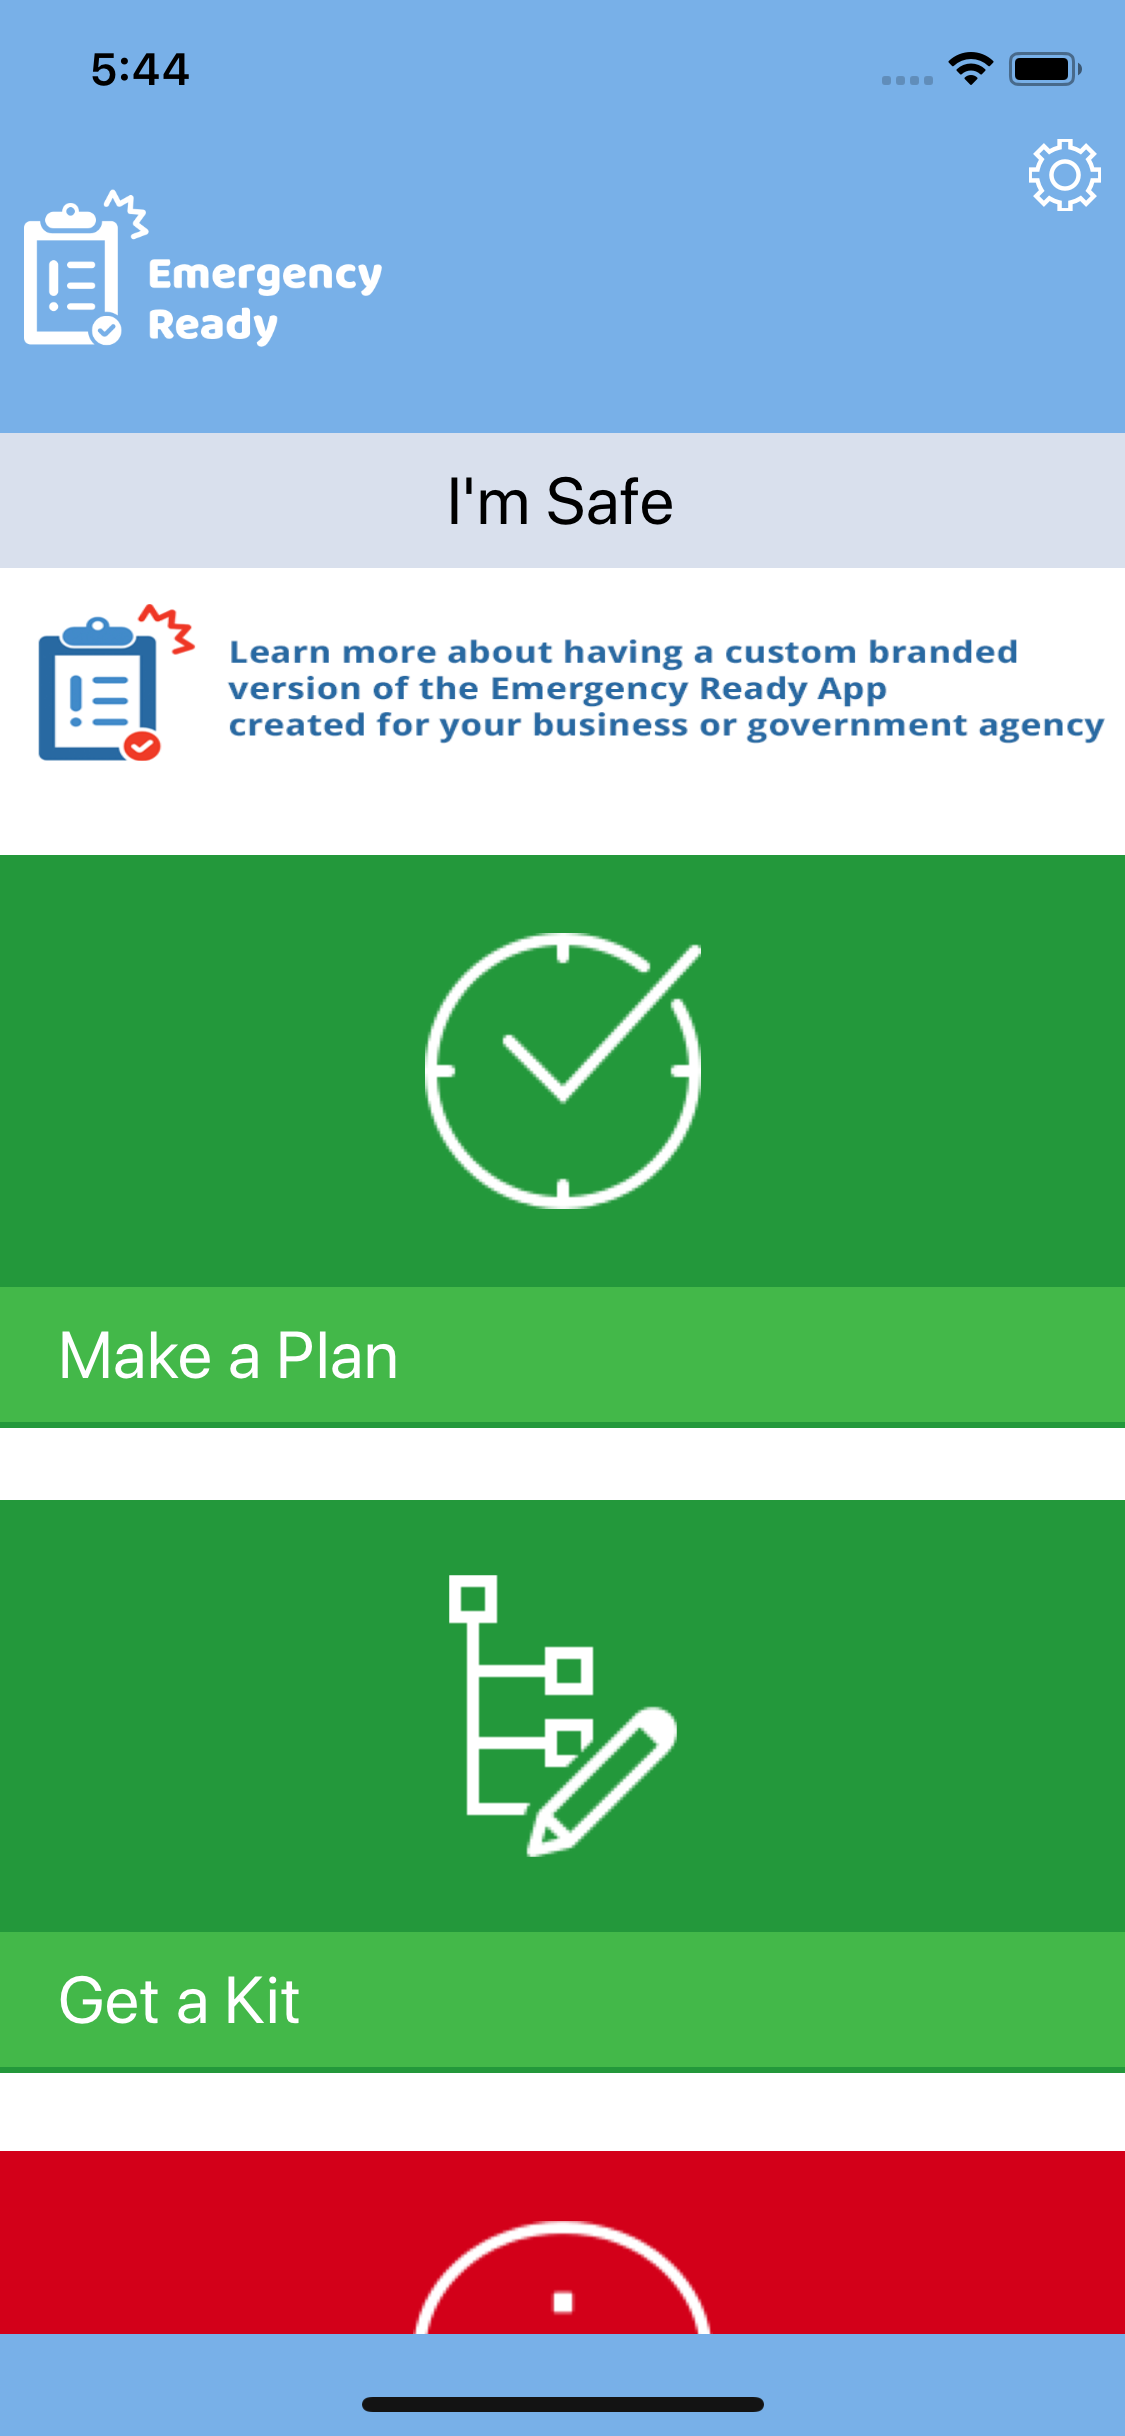 5:44
Emergency
Ready
I'm Safe
Learn more about having a custom branded
version of the Emergency Ready App
created for your business or government agency
Make a Plan
Get a Kit